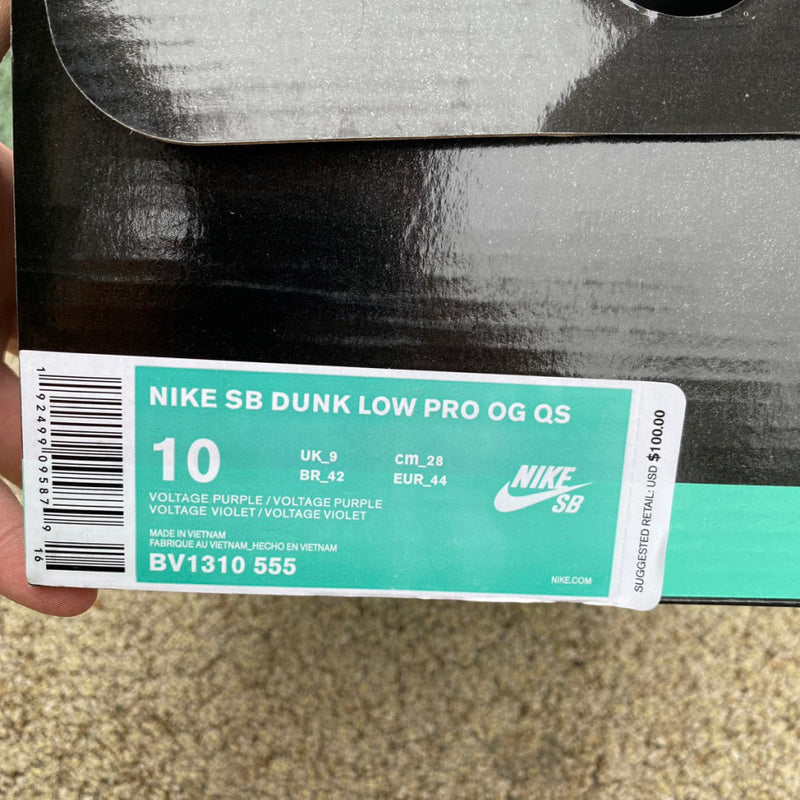 NIKE SB DUNK LOW PRO OG QS
10
UK_9
cm_28
BR_42
EUR_44
VOLTAGE PURPLE / VOLTAGE PURPLE
VOLTAGE VIOLET / VOLTAGE VIOLET
MADE IN VIETNAM
FABRIQUE AU VIETNAM_HECHO EN VIETNAM
BV1310 555
NIKE
SB
NIKE.COM
1 92499 09587 9
16
SUGGESTED RETAIL: USD $100.00